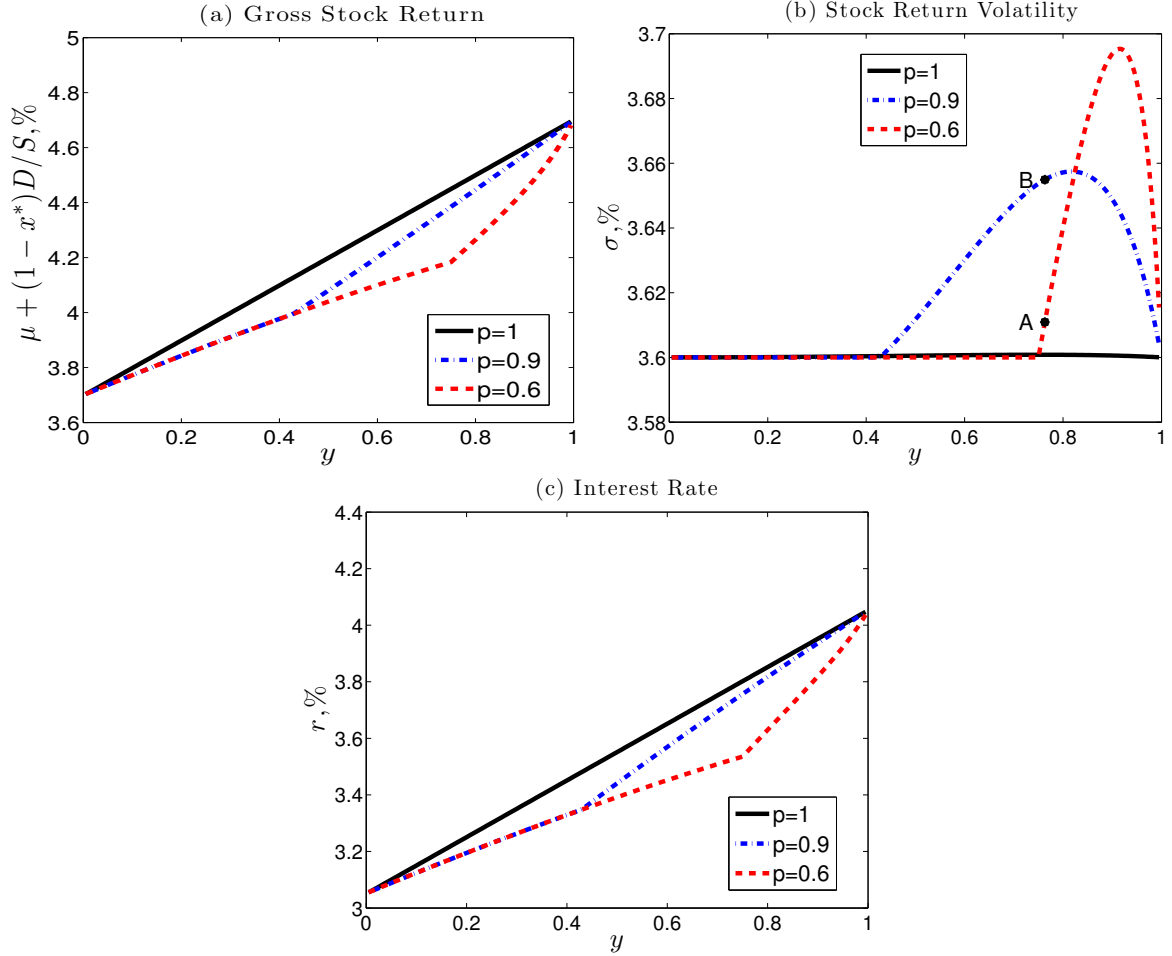 (a) Gross Stock Return
μ + (1 − x*)D/S,%
5
4.8
4.6
4.4
4.2
4
3.8
3.6
0
0.2
0.4
0.6
0.8
1
y
p=1
p=0.9
p=0.6
(b) Stock Return Volatility
σ,%
3.7
3.68
3.66
3.64
3.62
3.6
3.58
0
0.2
0.4
0.6
0.8
1
y
p=1
p=0.9
p=0.6
B
A
(c) Interest Rate
r,%
4.4
4.2
4
3.8
3.6
3.4
3.2
3
0
0.2
0.4
0.6
0.8
1
y
p=1
p=0.9
p=0.6